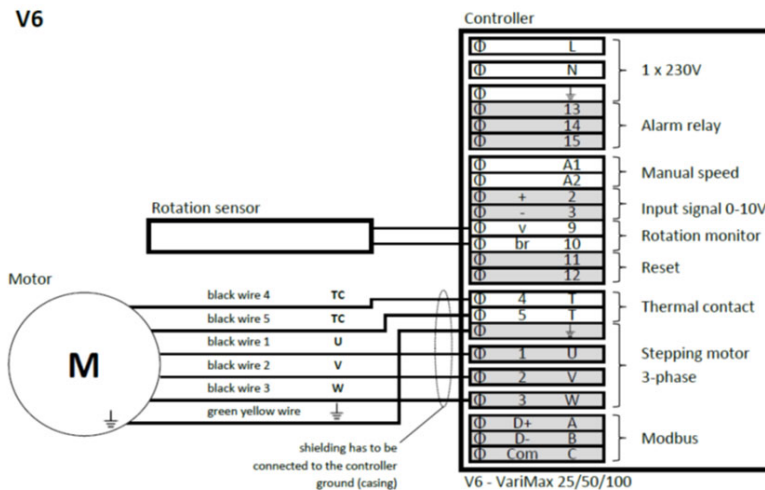 V6
Controller
L
N
1 x 230V
⏚
13
14
15
Alarm relay
A1
A2
Manual speed
+ 2
- 3
Input signal 0-10V
Rotation sensor
v 9
br 10
Rotation monitor
11
12
Reset
Motor
M
black wire 4 TC
black wire 5 TC
black wire 1 U
black wire 2 V
black wire 3 W
green yellow wire ⏚
⏚
4 T
5 T
Thermal contact
⏚
1 U
2 V
3 W
Stepping motor
3-phase
D+ A
D- B
Com C
Modbus
shielding has to be
connected to the controller
ground (casing)
V6 - VariMax 25/50/100